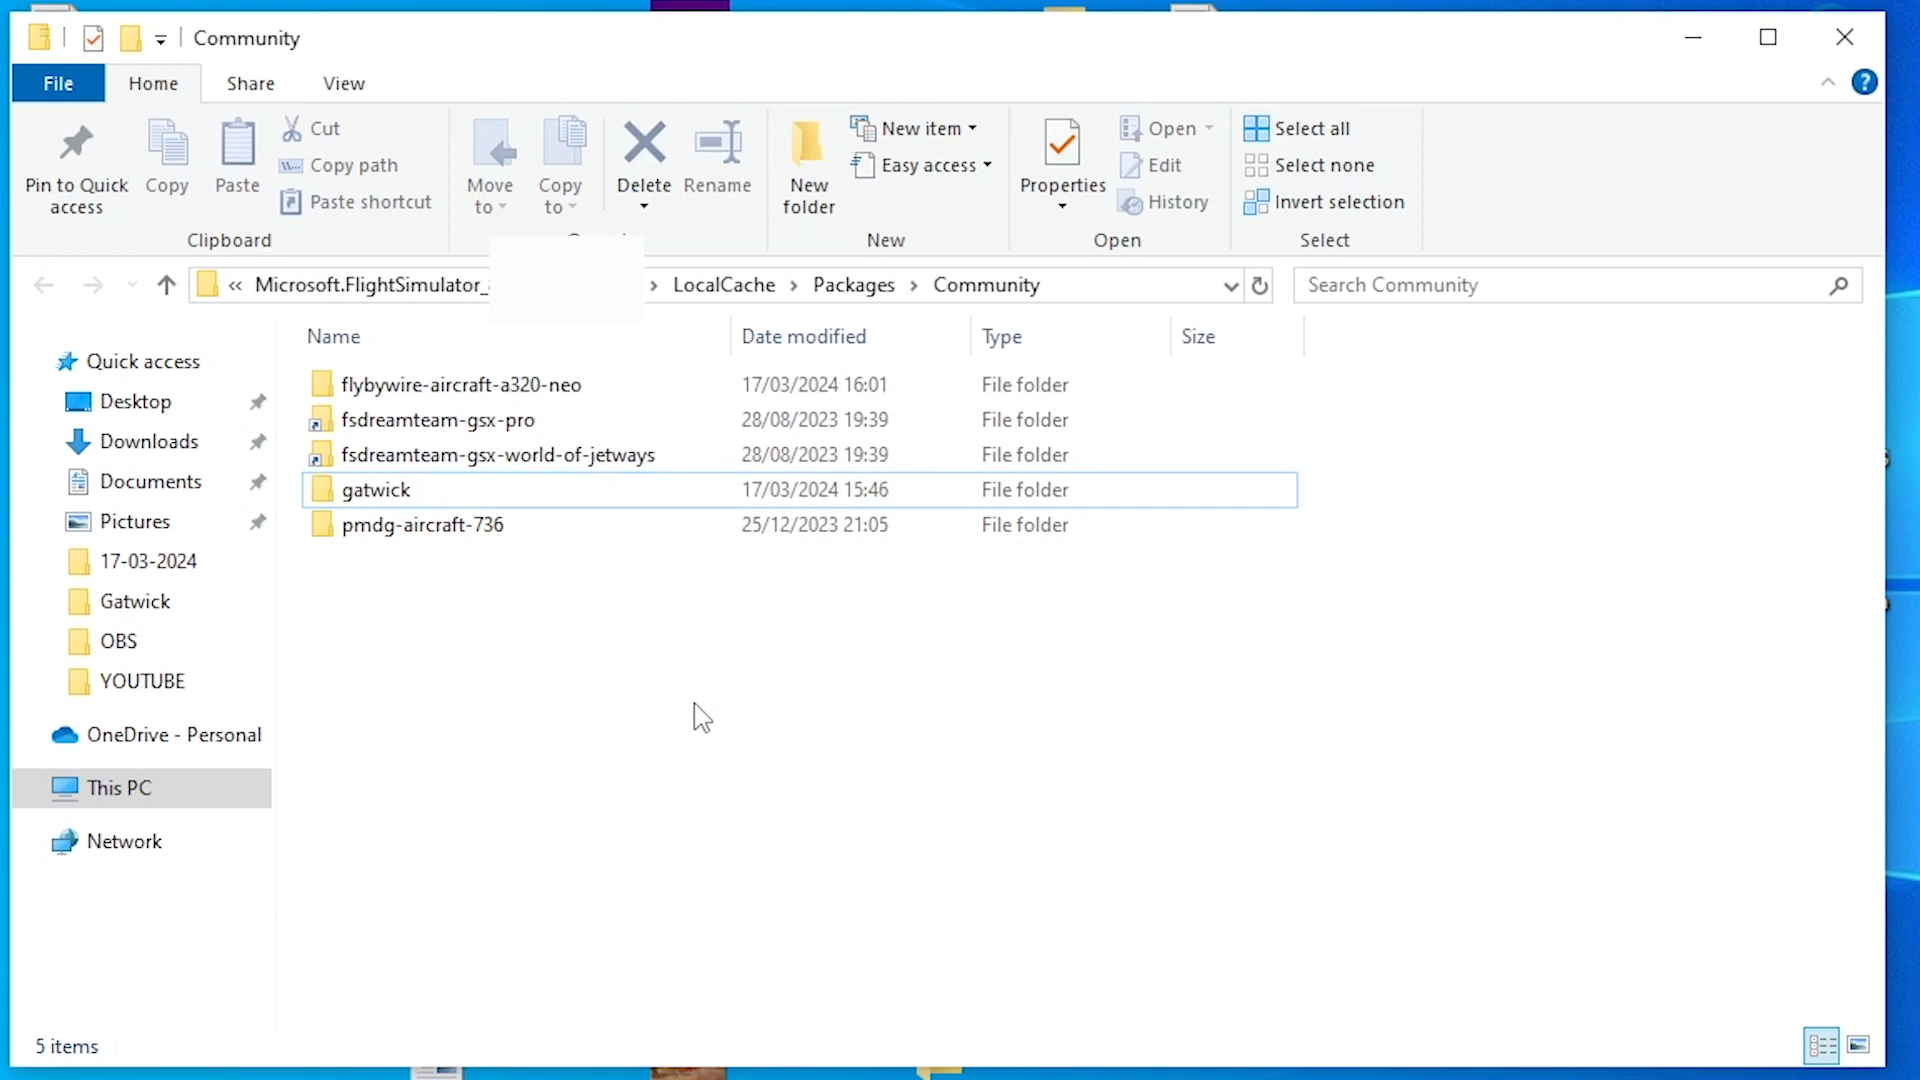 Community
File
Home
Share
View
Pin to Quick access
Copy
Paste
Cut
Copy path
Paste shortcut
Clipboard
Move to
Copy to
Delete
Rename
New folder
New item
Easy access
New
Properties
Open
Edit
History
Open
Select all
Select none
Invert selection
Select
« Microsoft.FlightSimulator_
> LocalCache > Packages > Community
Search Community
Name
Date modified
Type
Size
Quick access
Desktop
Downloads
Documents
Pictures
17-03-2024
Gatwick
OBS
YOUTUBE
OneDrive - Personal
This PC
Network
flybywire-aircraft-a320-neo 17/03/2024 16:01 File folder
fsdreamteam-gsx-pro 28/08/2023 19:39 File folder
fsdreamteam-gsx-world-of-jetways 28/08/2023 19:39 File folder
gatwick 17/03/2024 15:46 File folder
pmdg-aircraft-736 25/12/2023 21:05 File folder
5 items